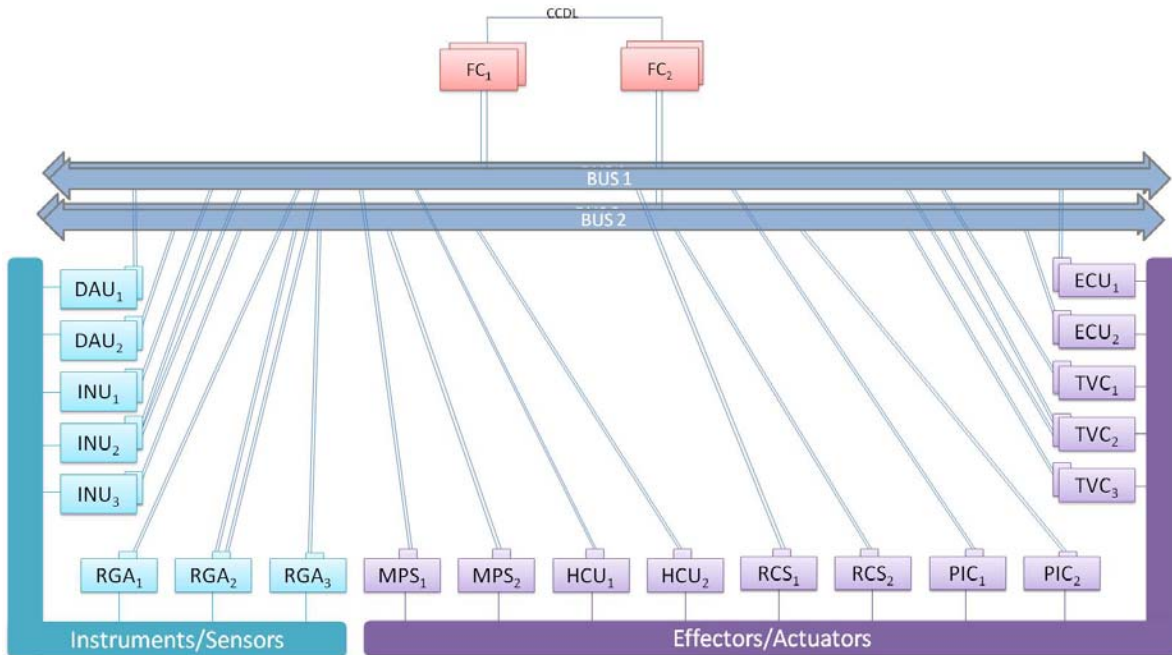 CCDL
FC1
FC2
BUS 1
BUS 2
DAU1
ECU1
DAU2
ECU2
INU1
TVC1
INU2
TVC2
INU3
TVC3
RGA1
RGA2
RGA3
MPS1
MPS2
HCU1
HCU2
RCS1
RCS2
PIC1
PIC2
Instruments/Sensors
Effectors/Actuators